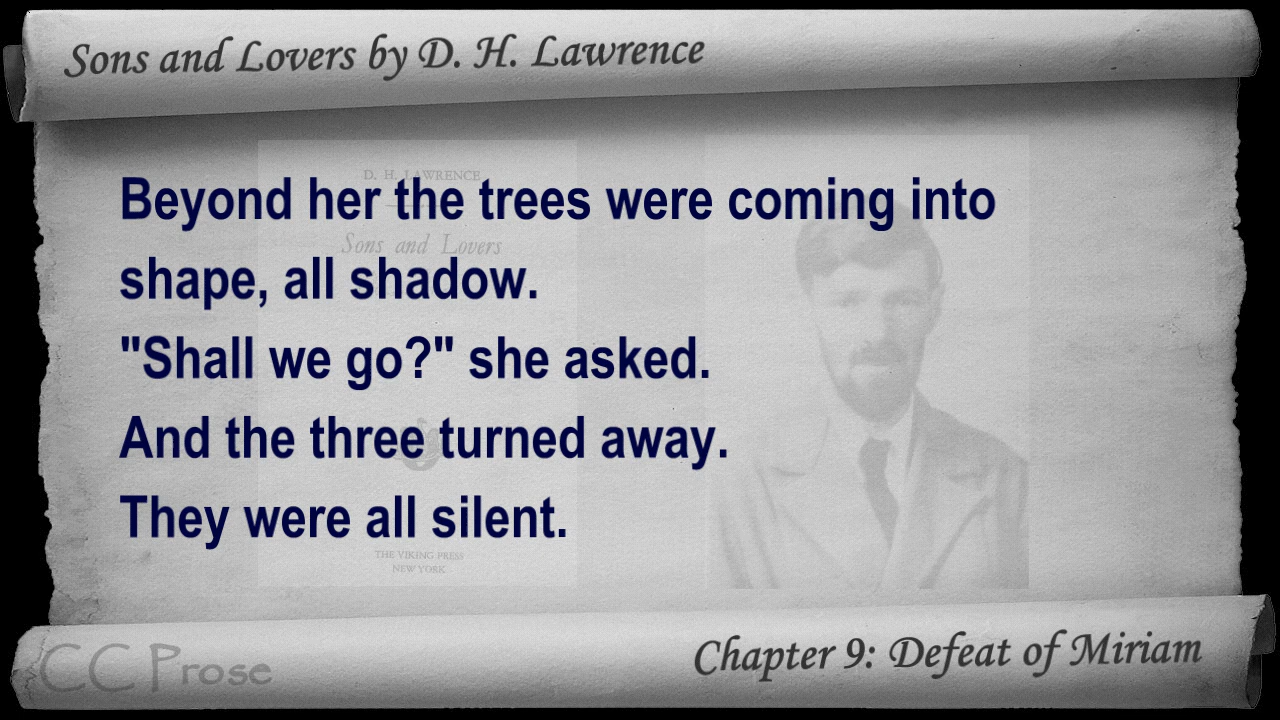 Sons and Lovers by D. H. Lawrence
D. H. LAWRENCE
Beyond her the trees were coming into
Sons and Lovers
shape, all shadow.
"Shall we go?" she asked.
And the three turned away.
They were all silent.
THE VIKING PRESS
NEW YORK
CC Prose
Chapter 9: Defeat of Miriam